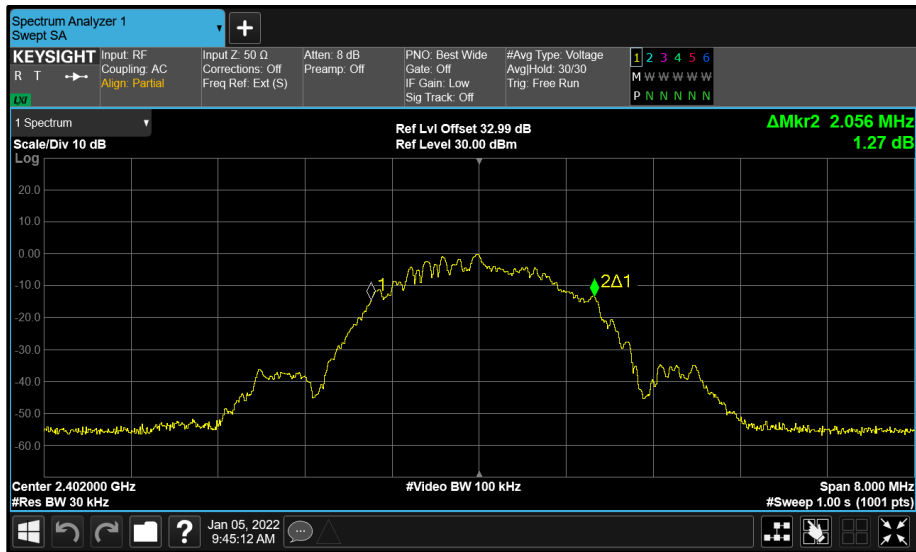 Spectrum Analyzer 1
Swept SA
KEYSIGHT
R T
LXI
Input: RF
Coupling: AC
Align: Partial
Input Z: 50 Ω
Corrections: Off
Freq Ref: Ext (S)
Atten: 8 dB
Preamp: Off
PNO: Best Wide
Gate: Off
IF Gain: Low
Sig Track: Off
#Avg Type: Voltage
Avg|Hold: 30/30
Trig: Free Run
1 2 3 4 5 6
M W W W W W
P N N N N N
1 Spectrum
Scale/Div 10 dB
Ref Lvl Offset 32.99 dB
Ref Level 30.00 dBm
ΔMkr2 2.056 MHz
1.27 dB
Log
20.0
10.0
0.00
-10.0
-20.0
-30.0
-40.0
-50.0
-60.0
1
2Δ1
Center 2.402000 GHz
#Res BW 30 kHz
#Video BW 100 kHz
Span 8.000 MHz
#Sweep 1.00 s (1001 pts)
Jan 05, 2022
9:45:12 AM